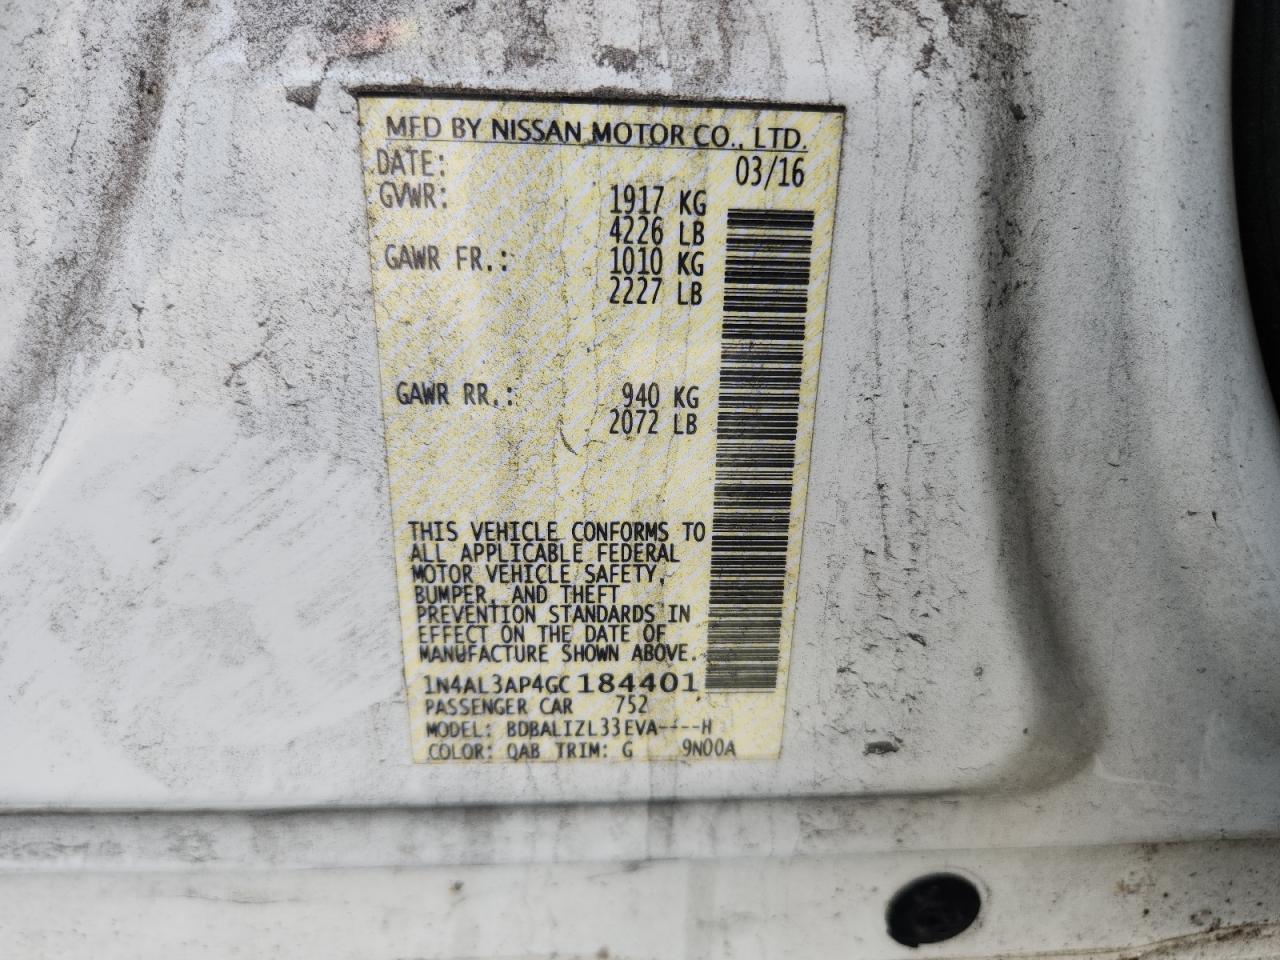 MFD BY NISSAN MOTOR CO., LTD.
DATE: 03/16
GVWR: 1917 KG
4226 LB
GAWR FR.: 1010 KG
2227 LB
GAWR RR.: 940 KG
2072 LB
THIS VEHICLE CONFORMS TO
ALL APPLICABLE FEDERAL
MOTOR VEHICLE SAFETY,
BUMPER, AND THEFT
PREVENTION STANDARDS IN
EFFECT ON THE DATE OF
MANUFACTURE SHOWN ABOVE.
1N4AL3AP4GC184401
PASSENGER CAR 752
MODEL: BDBALIZL33EVA----H
COLOR: QAB TRIM: G 9N00A